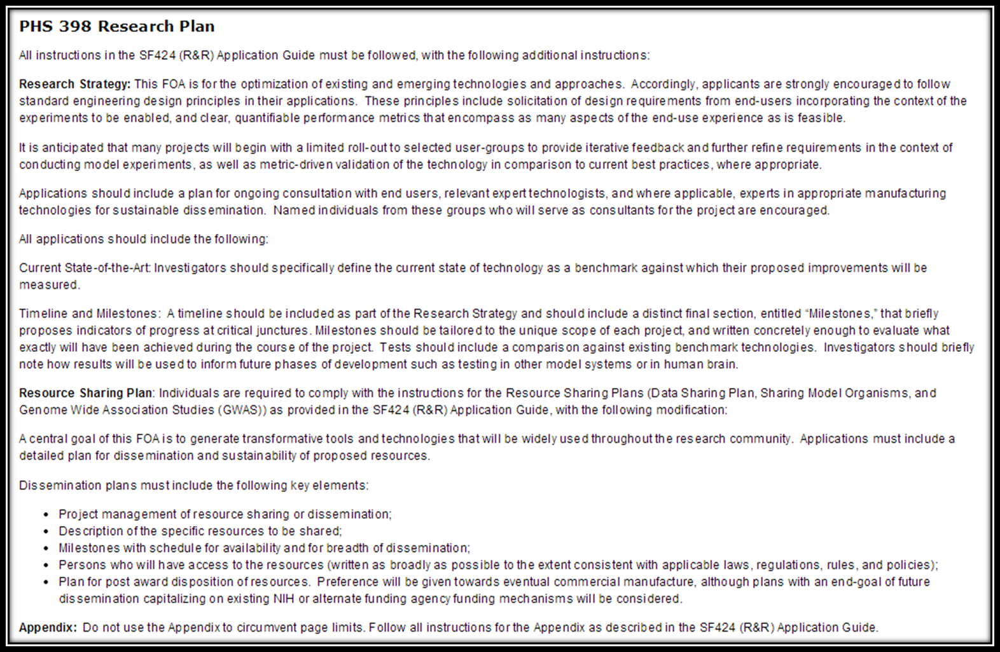 PHS 398 Research Plan
All instructions in the SF424 (R&R) Application Guide must be followed, with the following additional instructions:
Research Strategy: This FOA is for the optimization of existing and emerging technologies and approaches.  Accordingly, applicants are strongly encouraged to follow
standard engineering design principles in their applications.  These principles include solicitation of design requirements from end-users incorporating the context of the
experiments to be enabled, and clear, quantifiable performance metrics that encompass as many aspects of the end-use experience as is feasible.
It is anticipated that many projects will begin with a limited roll-out to selected user-groups to provide iterative feedback and further refine requirements in the context of
conducting model experiments, as well as metric-driven validation of the technology in comparison to current best practices, where appropriate.
Applications should include a plan for ongoing consultation with end users, relevant expert technologists, and where applicable, experts in appropriate manufacturing
technologies for sustainable dissemination.  Named individuals from these groups who will serve as consultants for the project are encouraged.
All applications should include the following:
Current State-of-the-Art: Investigators should specifically define the current state of technology as a benchmark against which their proposed improvements will be
measured.
Timeline and Milestones:  A timeline should be included as part of the Research Strategy and should include a distinct final section, entitled “Milestones,” that briefly
proposes indicators of progress at critical junctures. Milestones should be tailored to the unique scope of each project, and written concretely enough to evaluate what
exactly will have been achieved during the course of the project.  Tests should include a comparison against existing benchmark technologies.  Investigators should briefly
note how results will be used to inform future phases of development such as testing in other model systems or in human brain.
Resource Sharing Plan: Individuals are required to comply with the instructions for the Resource Sharing Plans (Data Sharing Plan, Sharing Model Organisms, and
Genome Wide Association Studies (GWAS)) as provided in the SF424 (R&R) Application Guide, with the following modification:
A central goal of this FOA is to generate transformative tools and technologies that will be widely used throughout the research community.  Applications must include a
detailed plan for dissemination and sustainability of proposed resources.
Dissemination plans must include the following key elements:
• Project management of resource sharing or dissemination;
• Description of the specific resources to be shared;
• Milestones with schedule for availability and for breadth of dissemination;
• Persons who will have access to the resources (written as broadly as possible to the extent consistent with applicable laws, regulations, rules, and policies);
• Plan for post award disposition of resources.  Preference will be given towards eventual commercial manufacture, although plans with an end-goal of future
dissemination capitalizing on existing NIH or alternate funding agency funding mechanisms will be considered.
Appendix:  Do not use the Appendix to circumvent page limits. Follow all instructions for the Appendix as described in the SF424 (R&R) Application Guide.